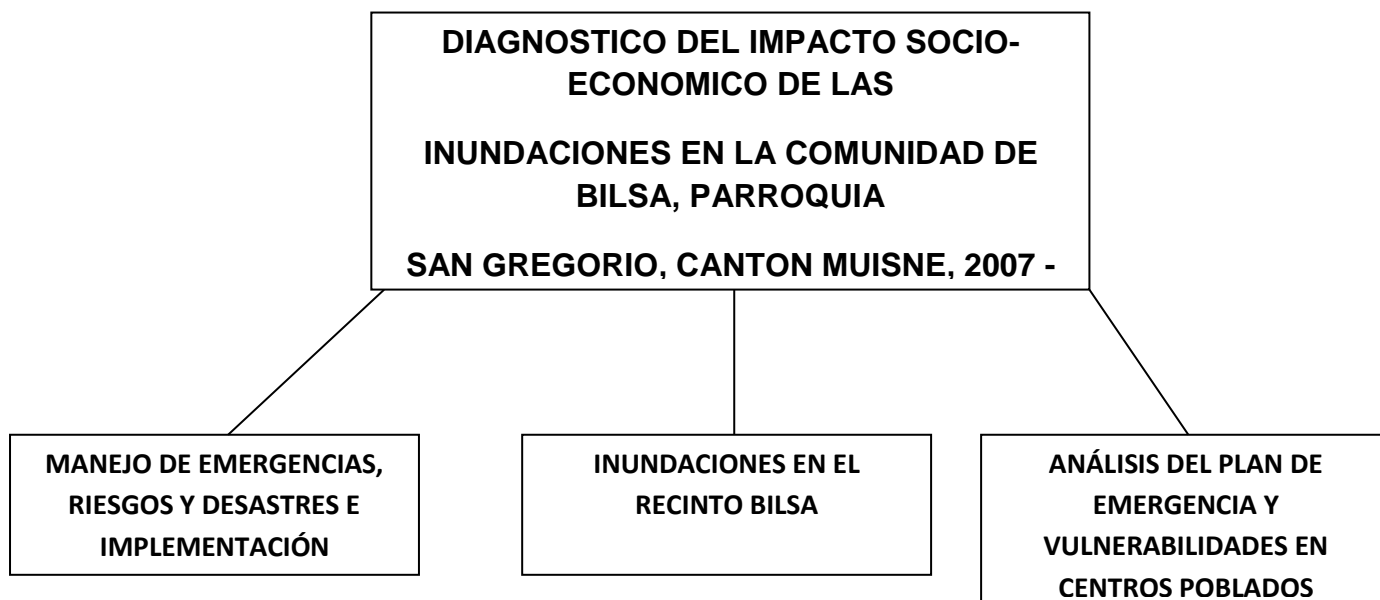 DIAGNOSTICO DEL IMPACTO SOCIO-
ECONOMICO DE LAS
INUNDACIONES EN LA COMUNIDAD DE
BILSA, PARROQUIA
SAN GREGORIO, CANTON MUISNE, 2007 -
MANEJO DE EMERGENCIAS,
RIESGOS Y DESASTRES E
IMPLEMENTACIÓN
INUNDACIONES EN EL
RECINTO BILSA
ANÁLISIS DEL PLAN DE
EMERGENCIA Y
VULNERABILIDADES EN
CENTROS POBLADOS